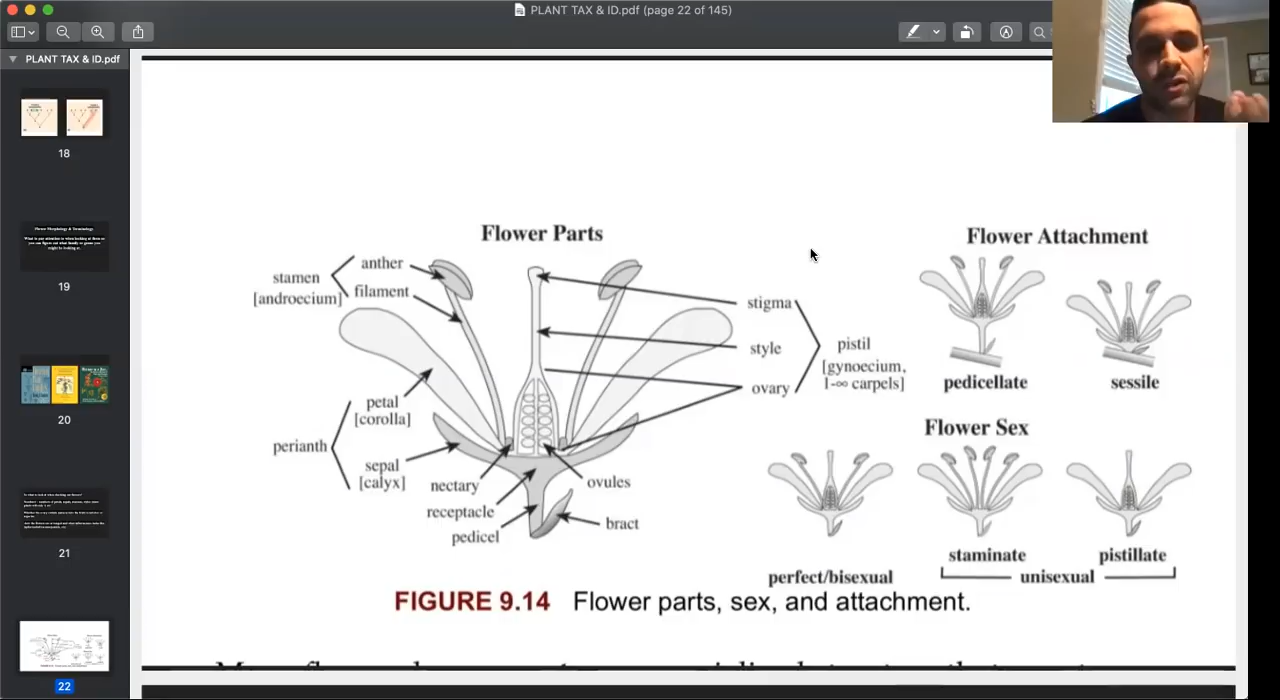 PLANT TAX & ID.pdf (page 22 of 145)
PLANT TAX & ID.pdf
18
Flower Morphology & Terminology
19
20
21
22
Flower Parts
stamen
[androecium]
anther
filament
petal
[corolla]
perianth
sepal
[calyx]
nectary
receptacle
pedicel
stigma
style
ovary
pistil
[gynoecium,
1-∞ carpels]
ovules
bract
Flower Attachment
pedicellate
sessile
Flower Sex
perfect/bisexual
staminate
pistillate
unisexual
FIGURE 9.14 Flower parts, sex, and attachment.